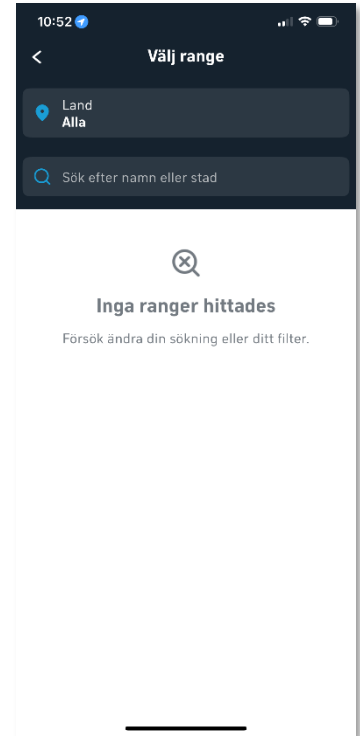 10:52
Välj range
Land
Alla
Sök efter namn eller stad
Inga ranger hittades
Försök ändra din sökning eller ditt filter.